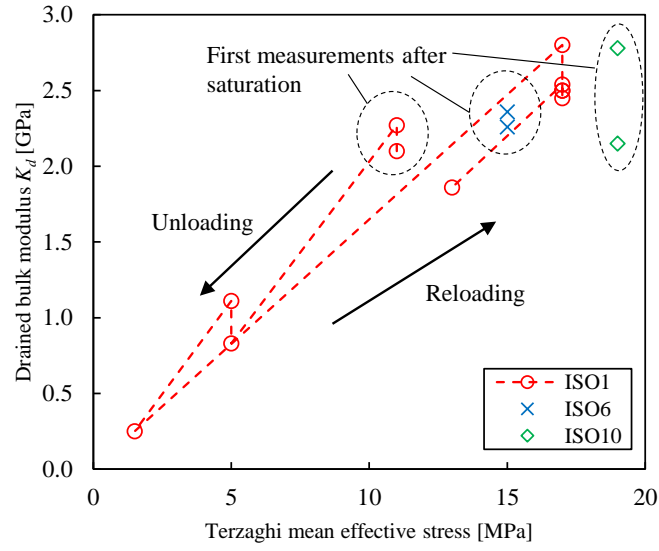 3.0
2.5
2.0
1.5
1.0
0.5
0.0
0
5
10
15
20
Drained bulk modulus K_d [GPa]
Terzaghi mean effective stress [MPa]
First measurements after
saturation
Unloading
Reloading
ISO1
ISO6
ISO10